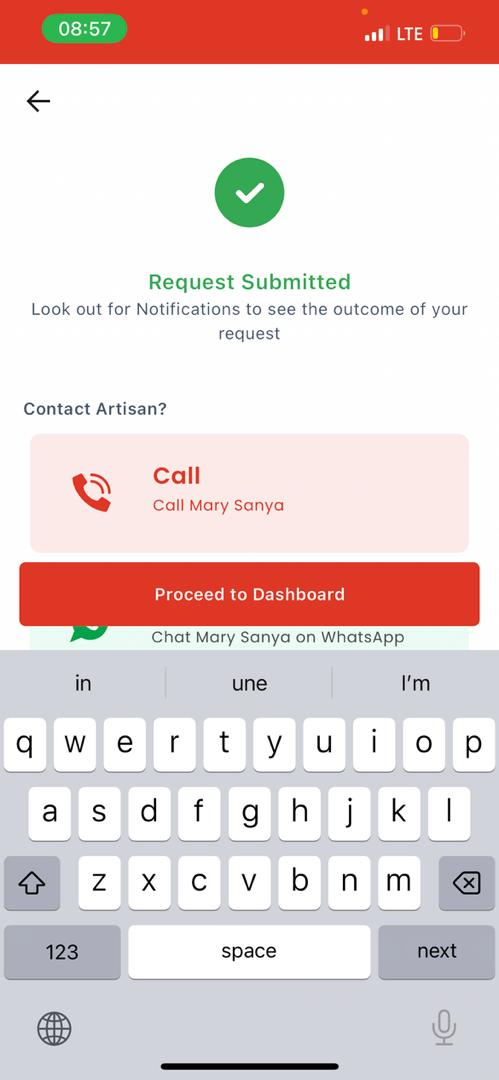 08:57
LTE
Request Submitted
Look out for Notifications to see the outcome of your
request
Contact Artisan?
Call
Call Mary Sanya
Proceed to Dashboard
Chat Mary Sanya on WhatsApp
in une I'm
q w e r t y u i o p
a s d f g h j k l
z x c v b n m
123 space next